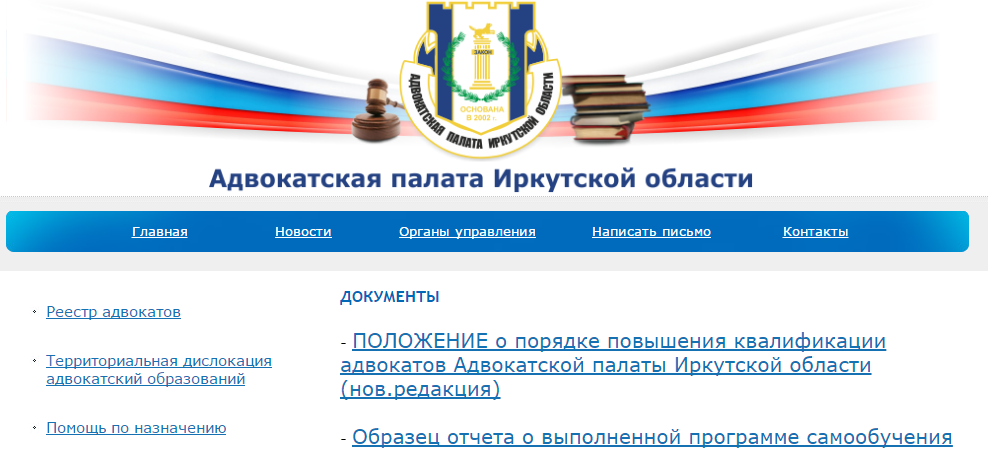 ЗАКОН
ОСНОВАНА
В 2002 г.
АДВОКАТСКАЯ ПАЛАТА ИРКУТСКОЙ ОБЛАСТИ
Адвокатская палата Иркутской области
Главная Новости Органы управления Написать письмо Контакты
Реестр адвокатов
Территориальная дислокация
адвокатский образований
Помощь по назначению
ДОКУМЕНТЫ
- ПОЛОЖЕНИЕ о порядке повышения квалификации
адвокатов Адвокатской палаты Иркутской области
(нов.редакция)
- Образец отчета о выполненной программе самообучения